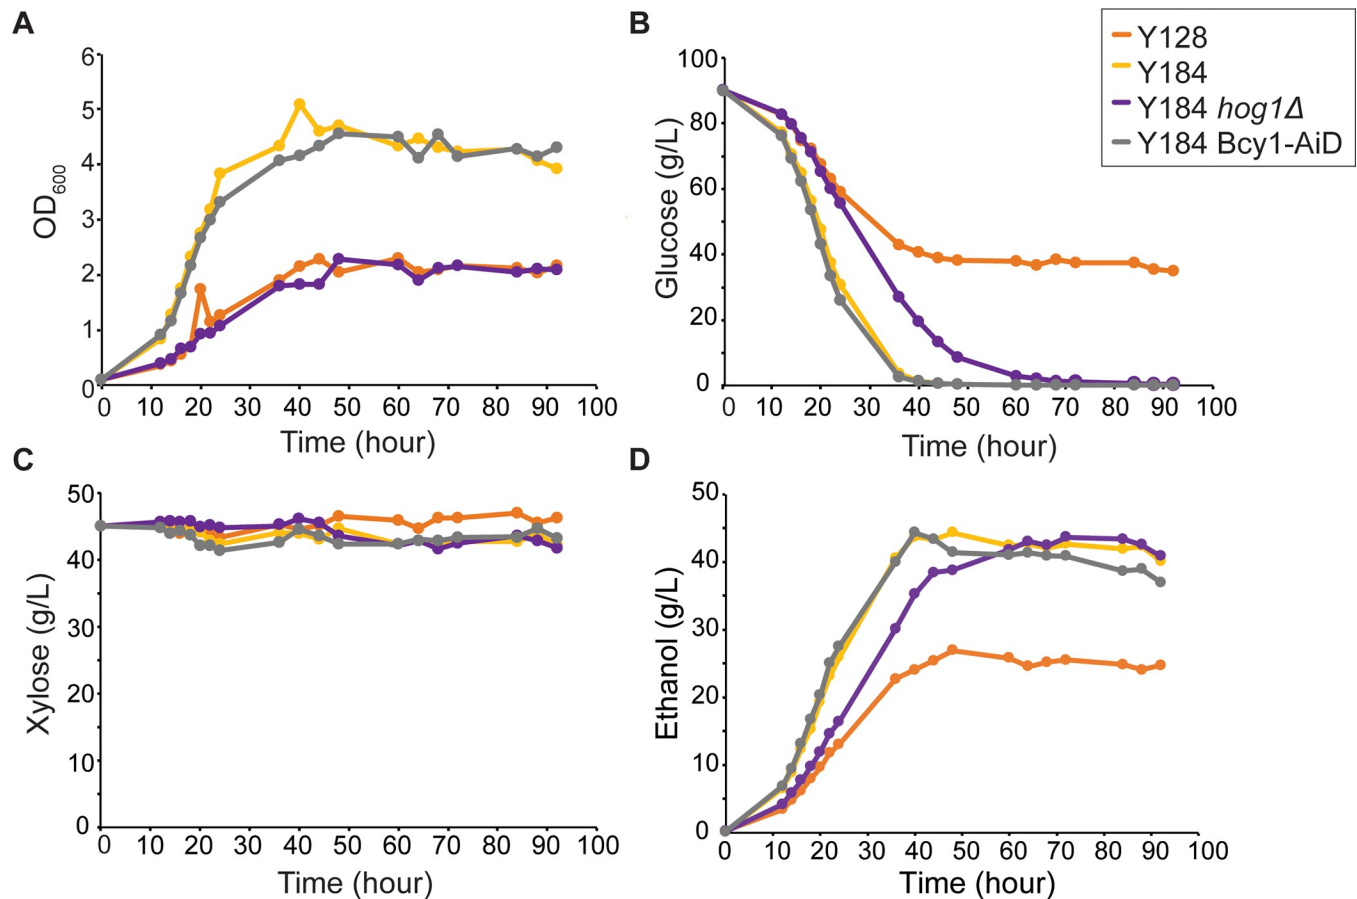 A
B
Y128
Y184
Y184 hog1Δ
Y184 Bcy1-AiD
6
5
4
3
2
1
0
OD600
0 10 20 30 40 50 60 70 80 90 100
Time (hour)
100
80
60
40
20
0
Glucose (g/L)
0 10 20 30 40 50 60 70 80 90 100
Time (hour)
C
D
50
40
30
20
10
0
Xylose (g/L)
0 10 20 30 40 50 60 70 80 90 100
Time (hour)
50
40
30
20
10
0
Ethanol (g/L)
0 10 20 30 40 50 60 70 80 90 100
Time (hour)